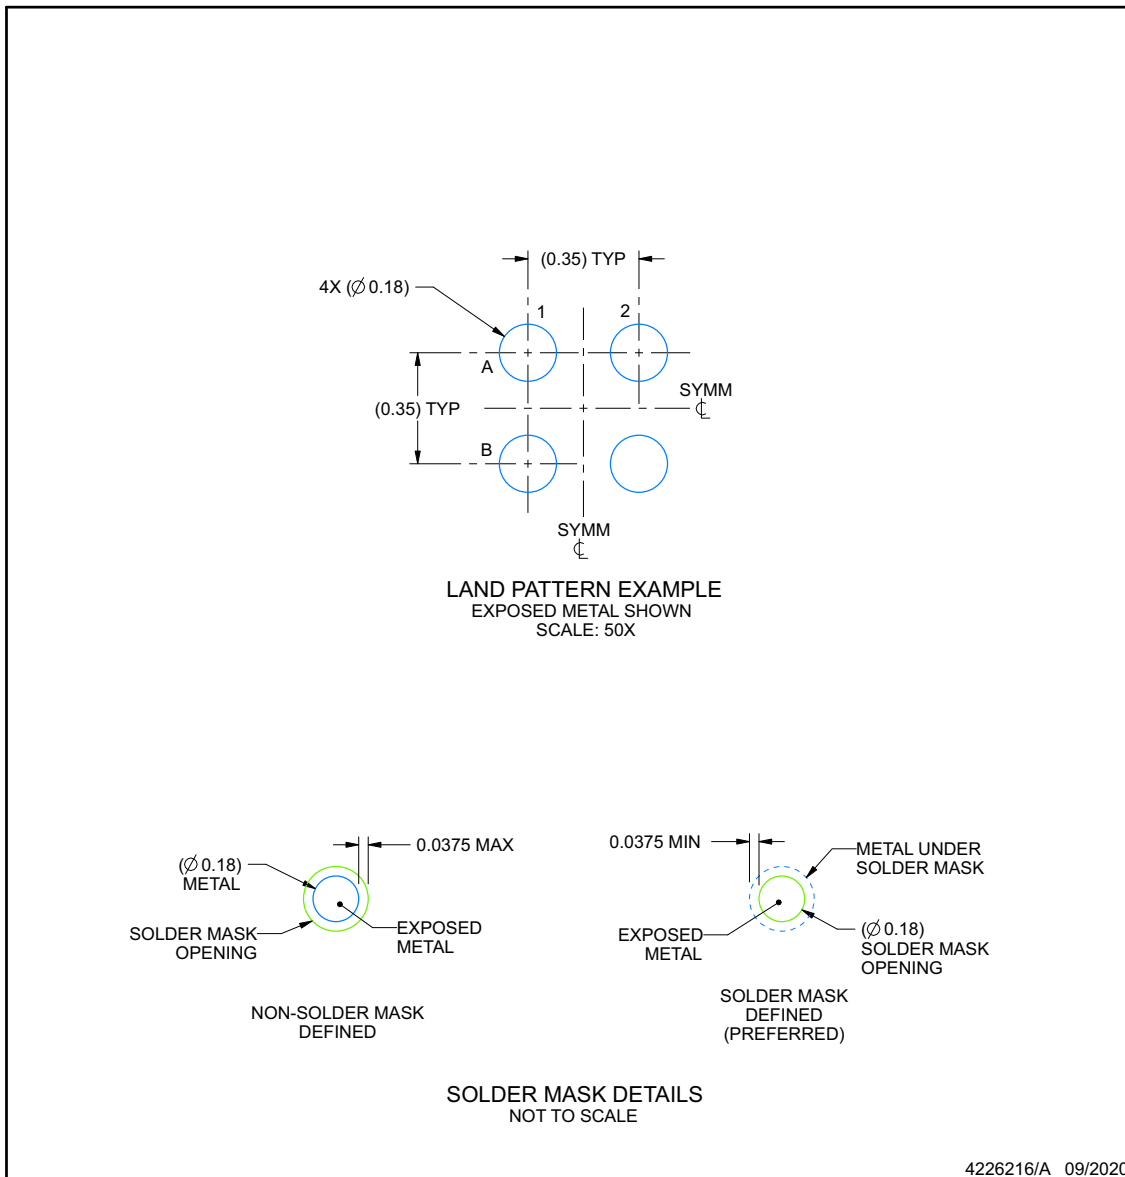 (0.35) TYP
4X (∅ 0.18)
1
2
A
SYMM
℄
(0.35) TYP
B
SYMM
℄
LAND PATTERN EXAMPLE
EXPOSED METAL SHOWN
SCALE: 50X
0.0375 MAX
(∅ 0.18)
METAL
SOLDER MASK
OPENING
EXPOSED
METAL
NON-SOLDER MASK
DEFINED
0.0375 MIN
METAL UNDER
SOLDER MASK
EXPOSED
METAL
(∅ 0.18)
SOLDER MASK
OPENING
SOLDER MASK
DEFINED
(PREFERRED)
SOLDER MASK DETAILS
NOT TO SCALE
4226216/A 09/2020